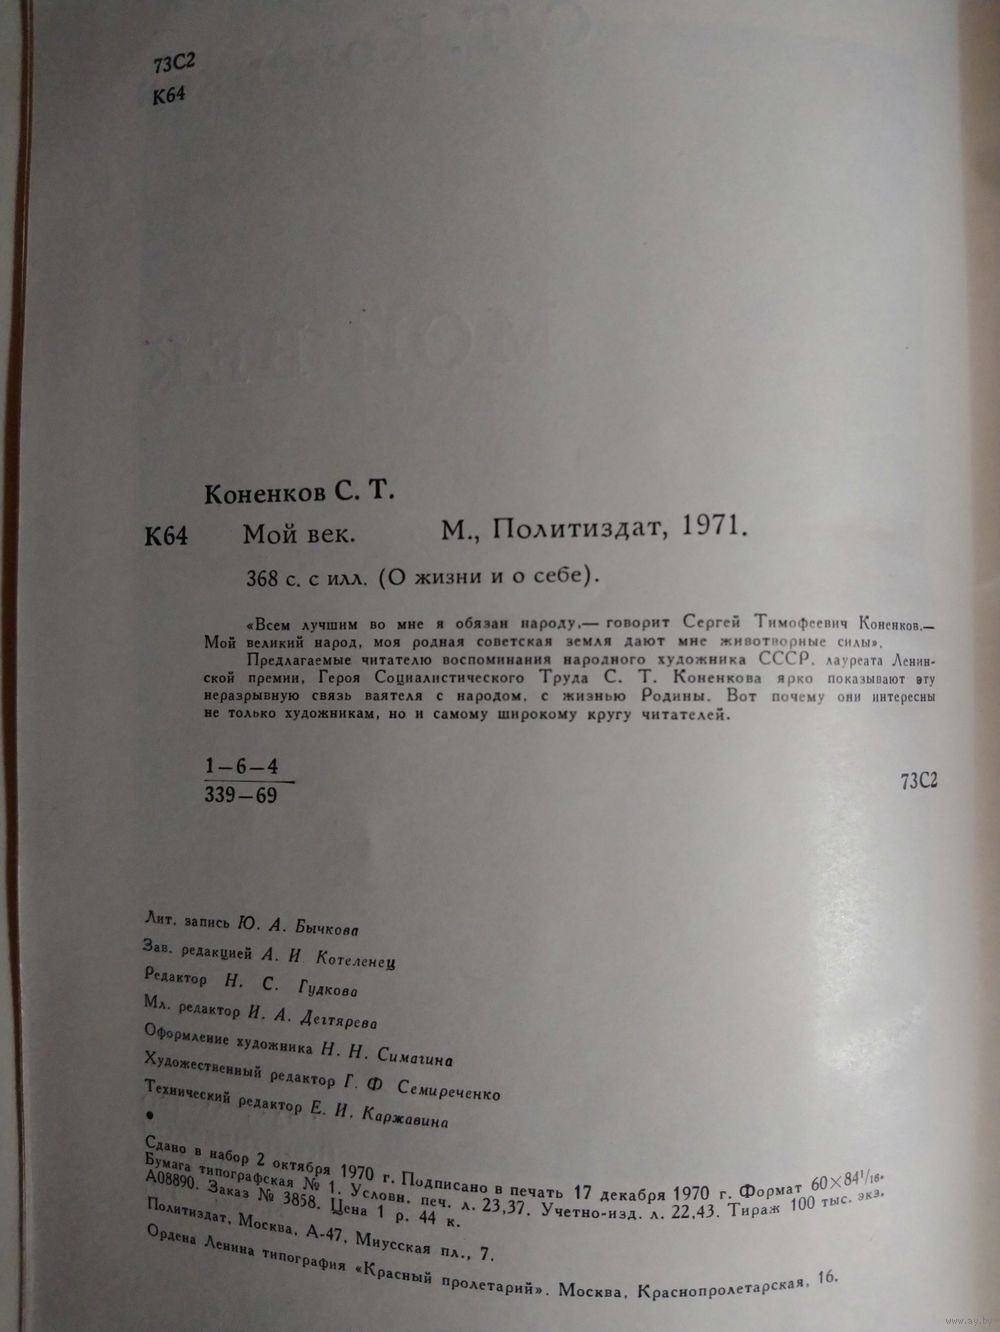 73С2
К64
Коненков С. Т.
К64 Мой век. М., Политиздат, 1971.
368 с. с илл. (О жизни и о себе).
«Всем лучшим во мне я обязан народу,— говорит Сергей Тимофеевич Коненков.—
Мой великий народ, моя родная советская земля дают мне животворные силы».
Предлагаемые читателю воспоминания народного художника СССР, лауреата Ленин-
ской премии, Героя Социалистического Труда С. Т. Коненкова ярко показывают эту
неразрывную связь ваятеля с народом, с жизнью Родины. Вот почему они интересны
не только художникам, но и самому широкому кругу читателей.
1—6—4
339—69
73С2
Лит. запись Ю. А. Бычкова
Зав. редакцией А. И Котеленец
Редактор Н. С. Гудкова
Мл. редактор И. А. Дегтярева
Оформление художника Н. Н. Симагина
Художественный редактор Г. Ф Семиреченко
Технический редактор Е. И. Каржавина
Сдано в набор 2 октября 1970 г. Подписано в печать 17 декабря 1970 г. Формат 60×84¹/₁₆.
Бумага типографская № 1. Условн. печ. л. 23,37. Учетно-изд. л. 22,43. Тираж 100 тыс. экз.
А08890. Заказ № 3858. Цена 1 р. 44 к.
Политиздат, Москва, А-47, Миусская пл., 7.
Ордена Ленина типография «Красный пролетарий». Москва, Краснопролетарская, 16.
www.ay.by